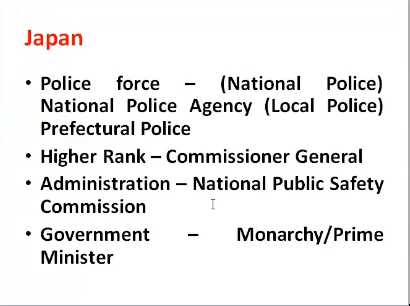 Japan
• Police force – (National Police)
National Police Agency (Local Police)
Prefectural Police
• Higher Rank – Commissioner General
• Administration – National Public Safety
Commission
• Government – Monarchy/Prime
Minister